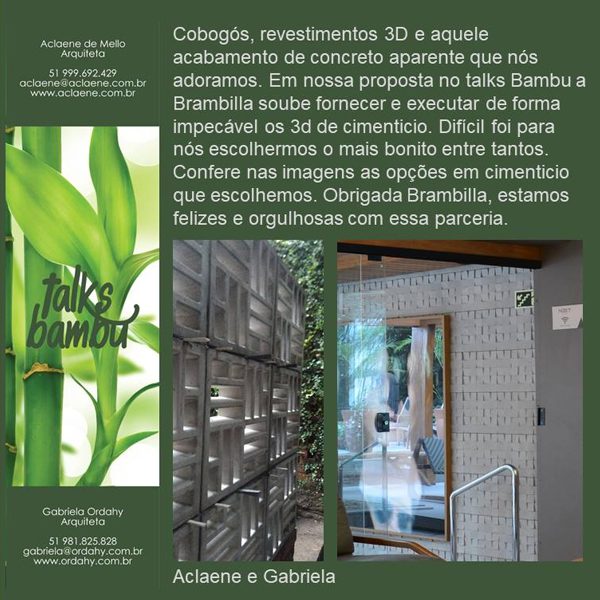 Aclaene de Mello
Arquiteta
51 999.692.429
aclaene@aclaene.com.br
www.aclaene.com.br
talks
bambu
Gabriela Ordahy
Arquiteta
51 981.825.828
gabriela@ordahy.com.br
www.ordahy.com.br
Cobogós, revestimentos 3D e aquele
acabamento de concreto aparente que nós
adoramos. Em nossa proposta no talks Bambu a
Brambilla soube fornecer e executar de forma
impecável os 3d de cimenticio. Difícil foi para
nós escolhermos o mais bonito entre tantos.
Confere nas imagens as opções em cimenticio
que escolhemos. Obrigada Brambilla, estamos
felizes e orgulhosas com essa parceria.
Aclaene e Gabriela